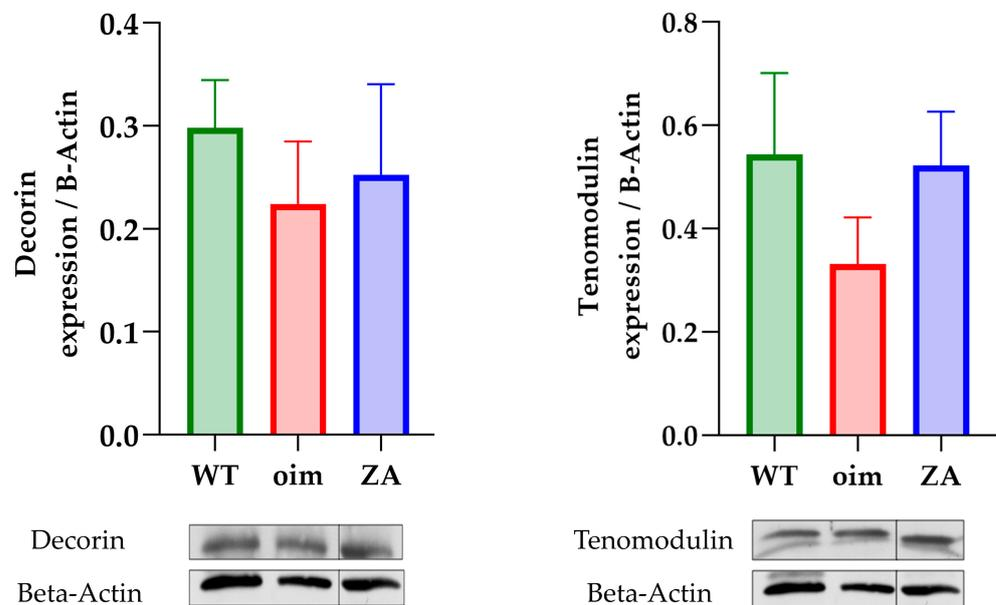 0.4
0.3
0.2
0.1
0.0
Decorin
expression / B-Actin
WT oim ZA
Decorin
Beta-Actin
0.8
0.6
0.4
0.2
0.0
Tenomodulin
expression / B-Actin
WT oim ZA
Tenomodulin
Beta-Actin